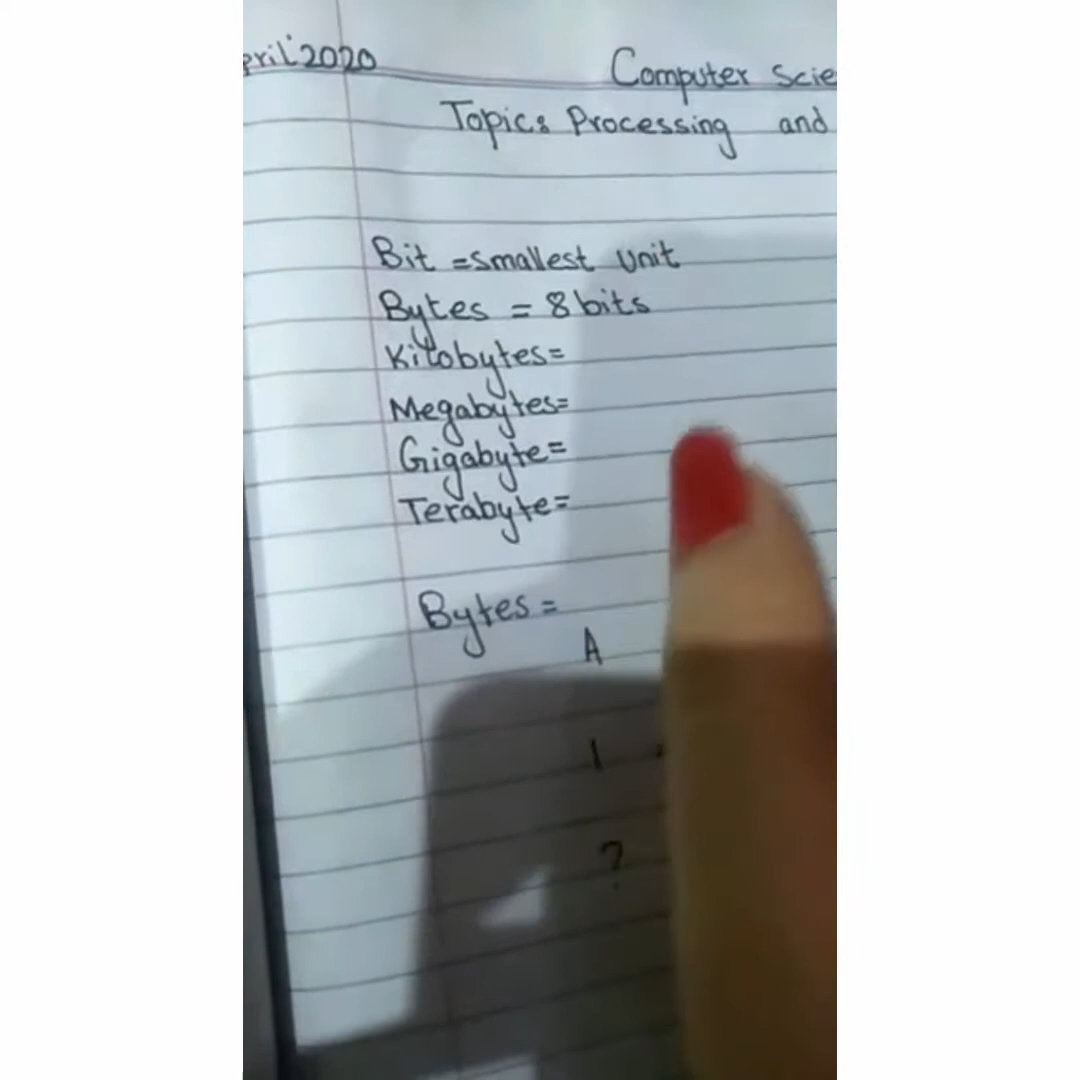 pril'2020 Computer Scie
Topic: Processing and
Bit = smallest unit
Bytes = 8 bits
Kilobytes=
Megabytes=
Gigabyte=
Terabyte=
Bytes =
A
1
?